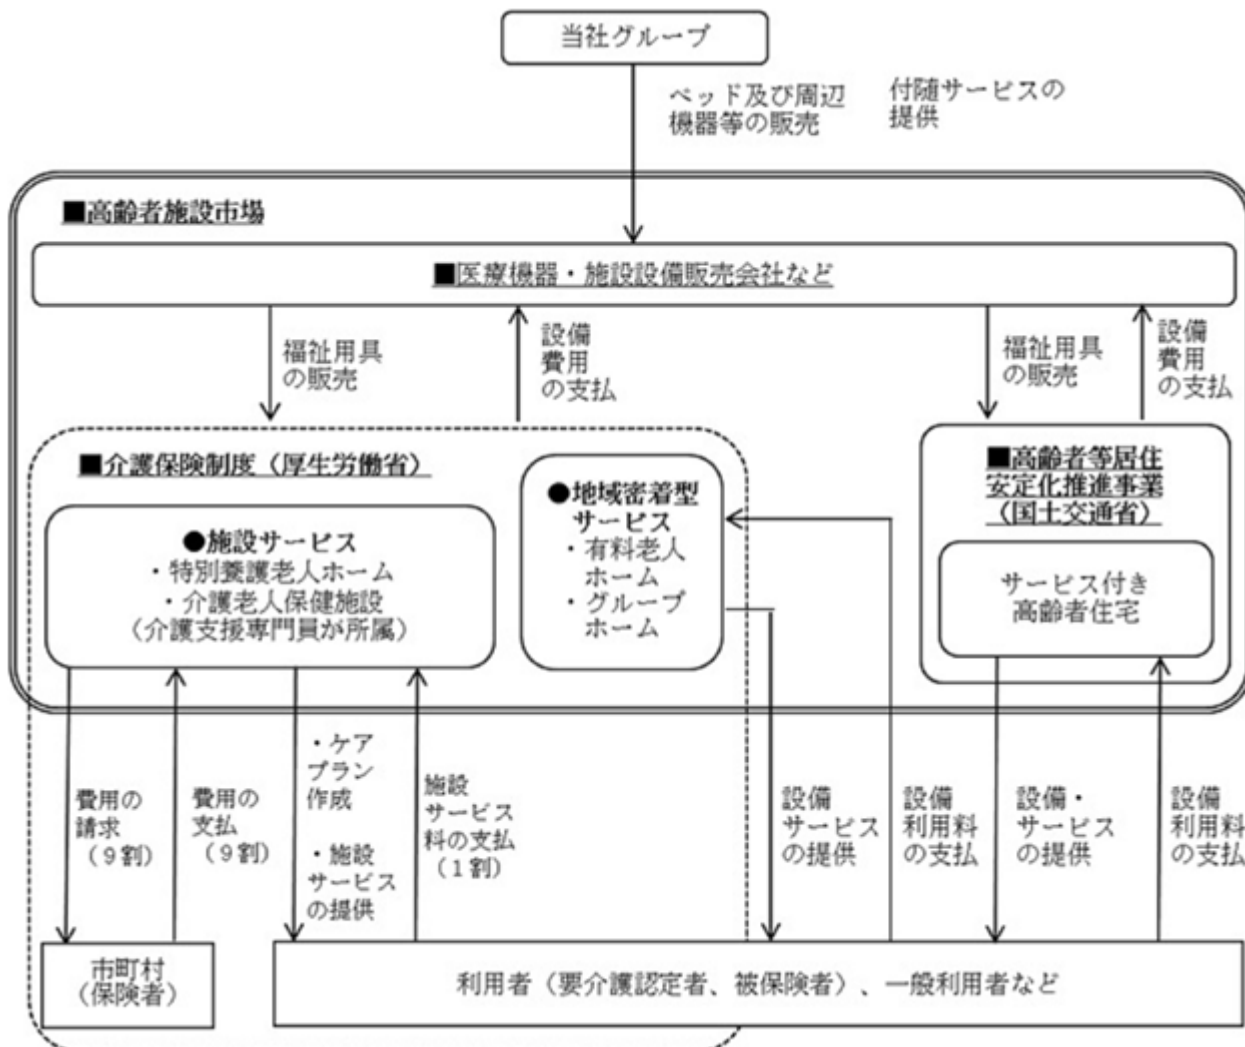 当社グループ
ベッド及び周辺
機器等の販売
付随サービスの
提供
■高齢者施設市場
■医療機器・施設設備販売会社など
福祉用具
の販売
設備
費用
の支払
福祉用具
の販売
設備
費用
の支払
■介護保険制度（厚生労働省）
●施設サービス
・特別養護老人ホーム
・介護老人保健施設
（介護支援専門員が所属）
●地域密着型
サービス
・有料老人
ホーム
・グループ
ホーム
■高齢者等居住
安定化推進事業
（国土交通省）
サービス付き
高齢者住宅
費用の
請求
（９割）
費用の
支払
（９割）
・ケア
プラン
作成
・施設
サービス
の提供
施設
サービス
料の支払
（１割）
設備
サービス
の提供
設備
利用料
の支払
設備・
サービス
の提供
設備
利用料
の支払
市町村
（保険者）
利用者（要介護認定者、被保険者）、一般利用者など